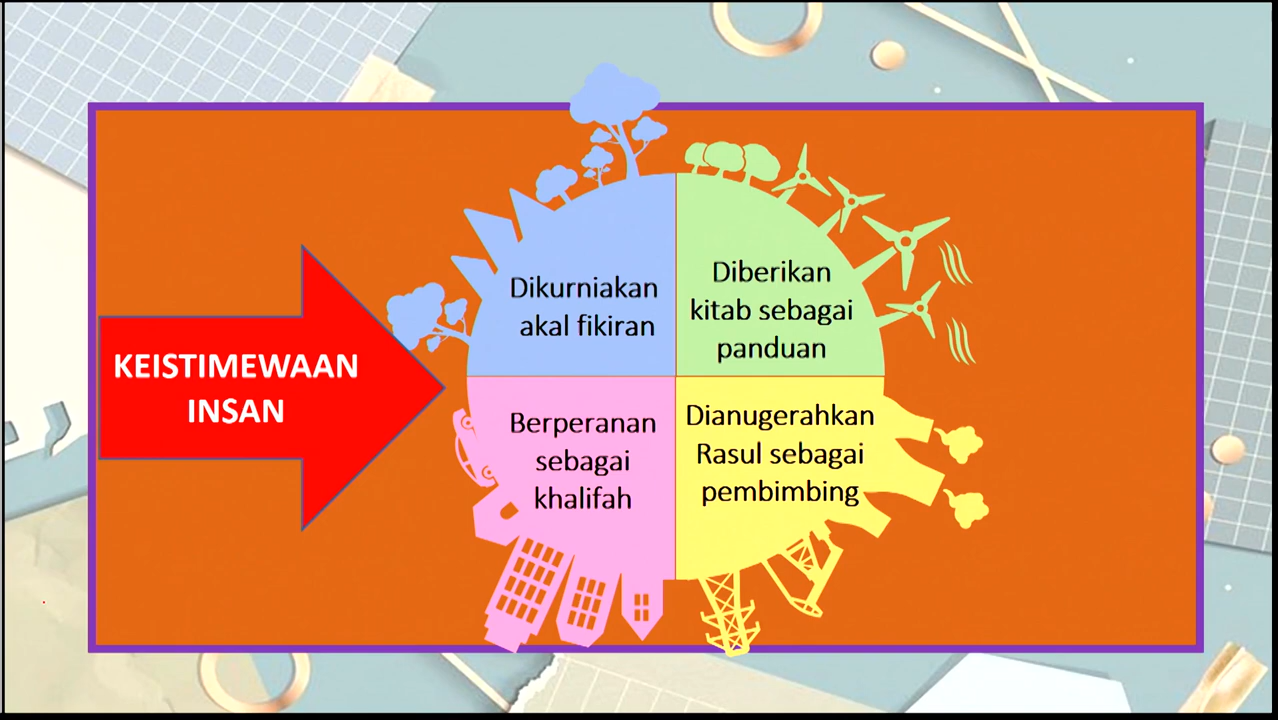 KEISTIMEWAAN
INSAN
Dikurniakan
akal fikiran
Diberikan
kitab sebagai
panduan
Berperanan
sebagai
khalifah
Dianugerahkan
Rasul sebagai
pembimbing